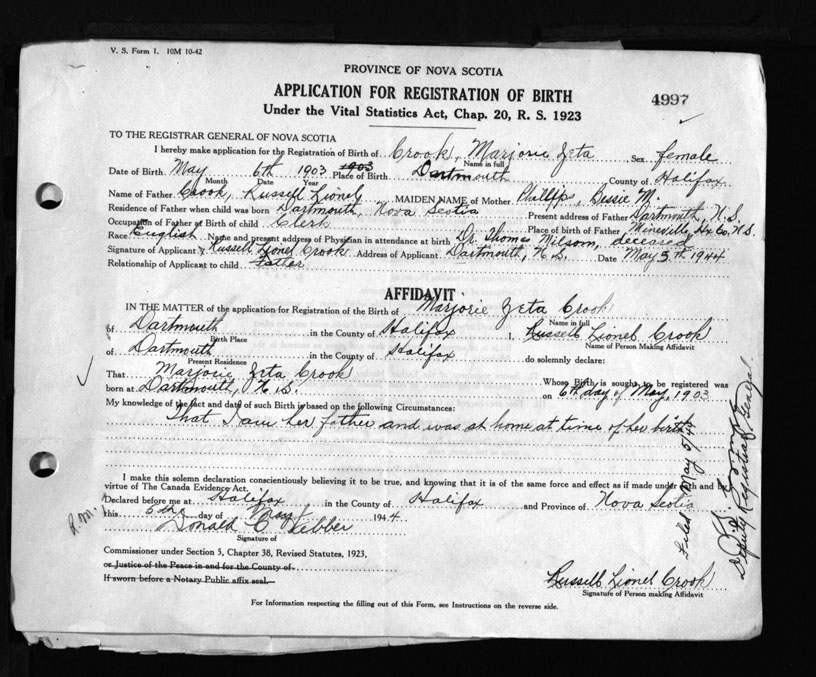 V. S. Form 1. 10M 10-42
PROVINCE OF NOVA SCOTIA
APPLICATION FOR REGISTRATION OF BIRTH
4997
Under the Vital Statistics Act, Chap. 20, R. S. 1923
TO THE REGISTRAR GENERAL OF NOVA SCOTIA
I hereby make application for the Registration of Birth of Crook, Marjorie Zeta Sex female
Name in full
Date of Birth May 6th 1903 1903 Place of Birth Dartmouth County of Halifax
Month Date Year
Name of Father Crook, Russell Lionel MAIDEN NAME of Mother Phillips, Bessie M.
Residence of Father when child was born Dartmouth, Nova Scotia Present address of Father Dartmouth, N.S.
Occupation of Father at Birth of child Clerk Place of birth of Father Mineville, Hx Co, N.S.
Race English Name and present address of Physician in attendance at birth Dr. Thomas Milsom, deceased
Signature of Applicant Russell Lionel Crook Address of Applicant Dartmouth, N.S. Date May 5th 1944
Relationship of Applicant to child Father
AFFIDAVIT
IN THE MATTER of the application for Registration of the Birth of Marjorie Zeta Crook
Name in full
of Dartmouth in the County of Halifax I, Russell Lionel Crook
Birth Place Name of Person Making Affidavit
of Dartmouth in the County of Halifax do solemnly declare:
Present Residence
That Marjorie Zeta Crook Whose Birth is sought to be registered was
born at Dartmouth, N.S. on 6th day of May, 1903
My knowledge of the fact and date of such Birth is based on the following Circumstances:
That I am her father and was at home at time of her birth
I make this solemn declaration conscientiously believing it to be true, and knowing that it is of the same force and effect as if made under oath and by
virtue of The Canada Evidence Act.
Declared before me at Halifax in the County of Halifax and Province of Nova Scotia
this 5th day of May 1944
Donald C.
Signature of
Commissioner under Section 5, Chapter 38, Revised Statutes, 1923,
or Justice of the Peace in and for the County of
If sworn before a Notary Public affix seal.
Russell Lionel Crook
Signature of Person making Affidavit
For Information respecting the filling out of this Form, see Instructions on the reverse side.
Filed May 5/44
Deputy Registrar General